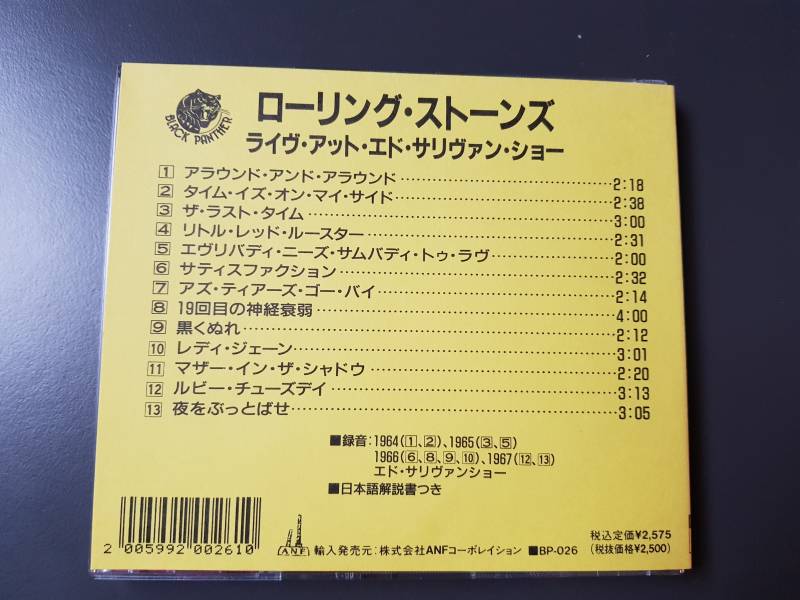 BLACK PANTHER
ローリング・ストーンズ
ライヴ・アット・エド・サリヴァン・ショー
1 アラウンド・アンド・アラウンド 2:18
2 タイム・イズ・オン・マイ・サイド 2:38
3 ザ・ラスト・タイム 3:00
4 リトル・レッド・ルースター 2:31
5 エヴリバディ・ニーズ・サムバディ・トゥ・ラヴ 2:00
6 サティスファクション 2:32
7 アズ・ティアーズ・ゴー・バイ 2:14
8 19回目の神経衰弱 4:00
9 黒くぬれ 2:12
10 レディ・ジェーン 3:01
11 マザー・イン・ザ・シャドウ 2:20
12 ルビー・チューズデイ 3:13
13 夜をぶっとばせ 3:05
■録音:1964(1、2)、1965(3、5)
1966(6、8、9、10)、1967(12、13)
エド・サリヴァンショー
■日本語解説書つき
2 005992 002610
ANF 輸入発売元:株式会社ANFコーポレイション ■BP-026
税込定価¥2,575
(税抜価格¥2,500)